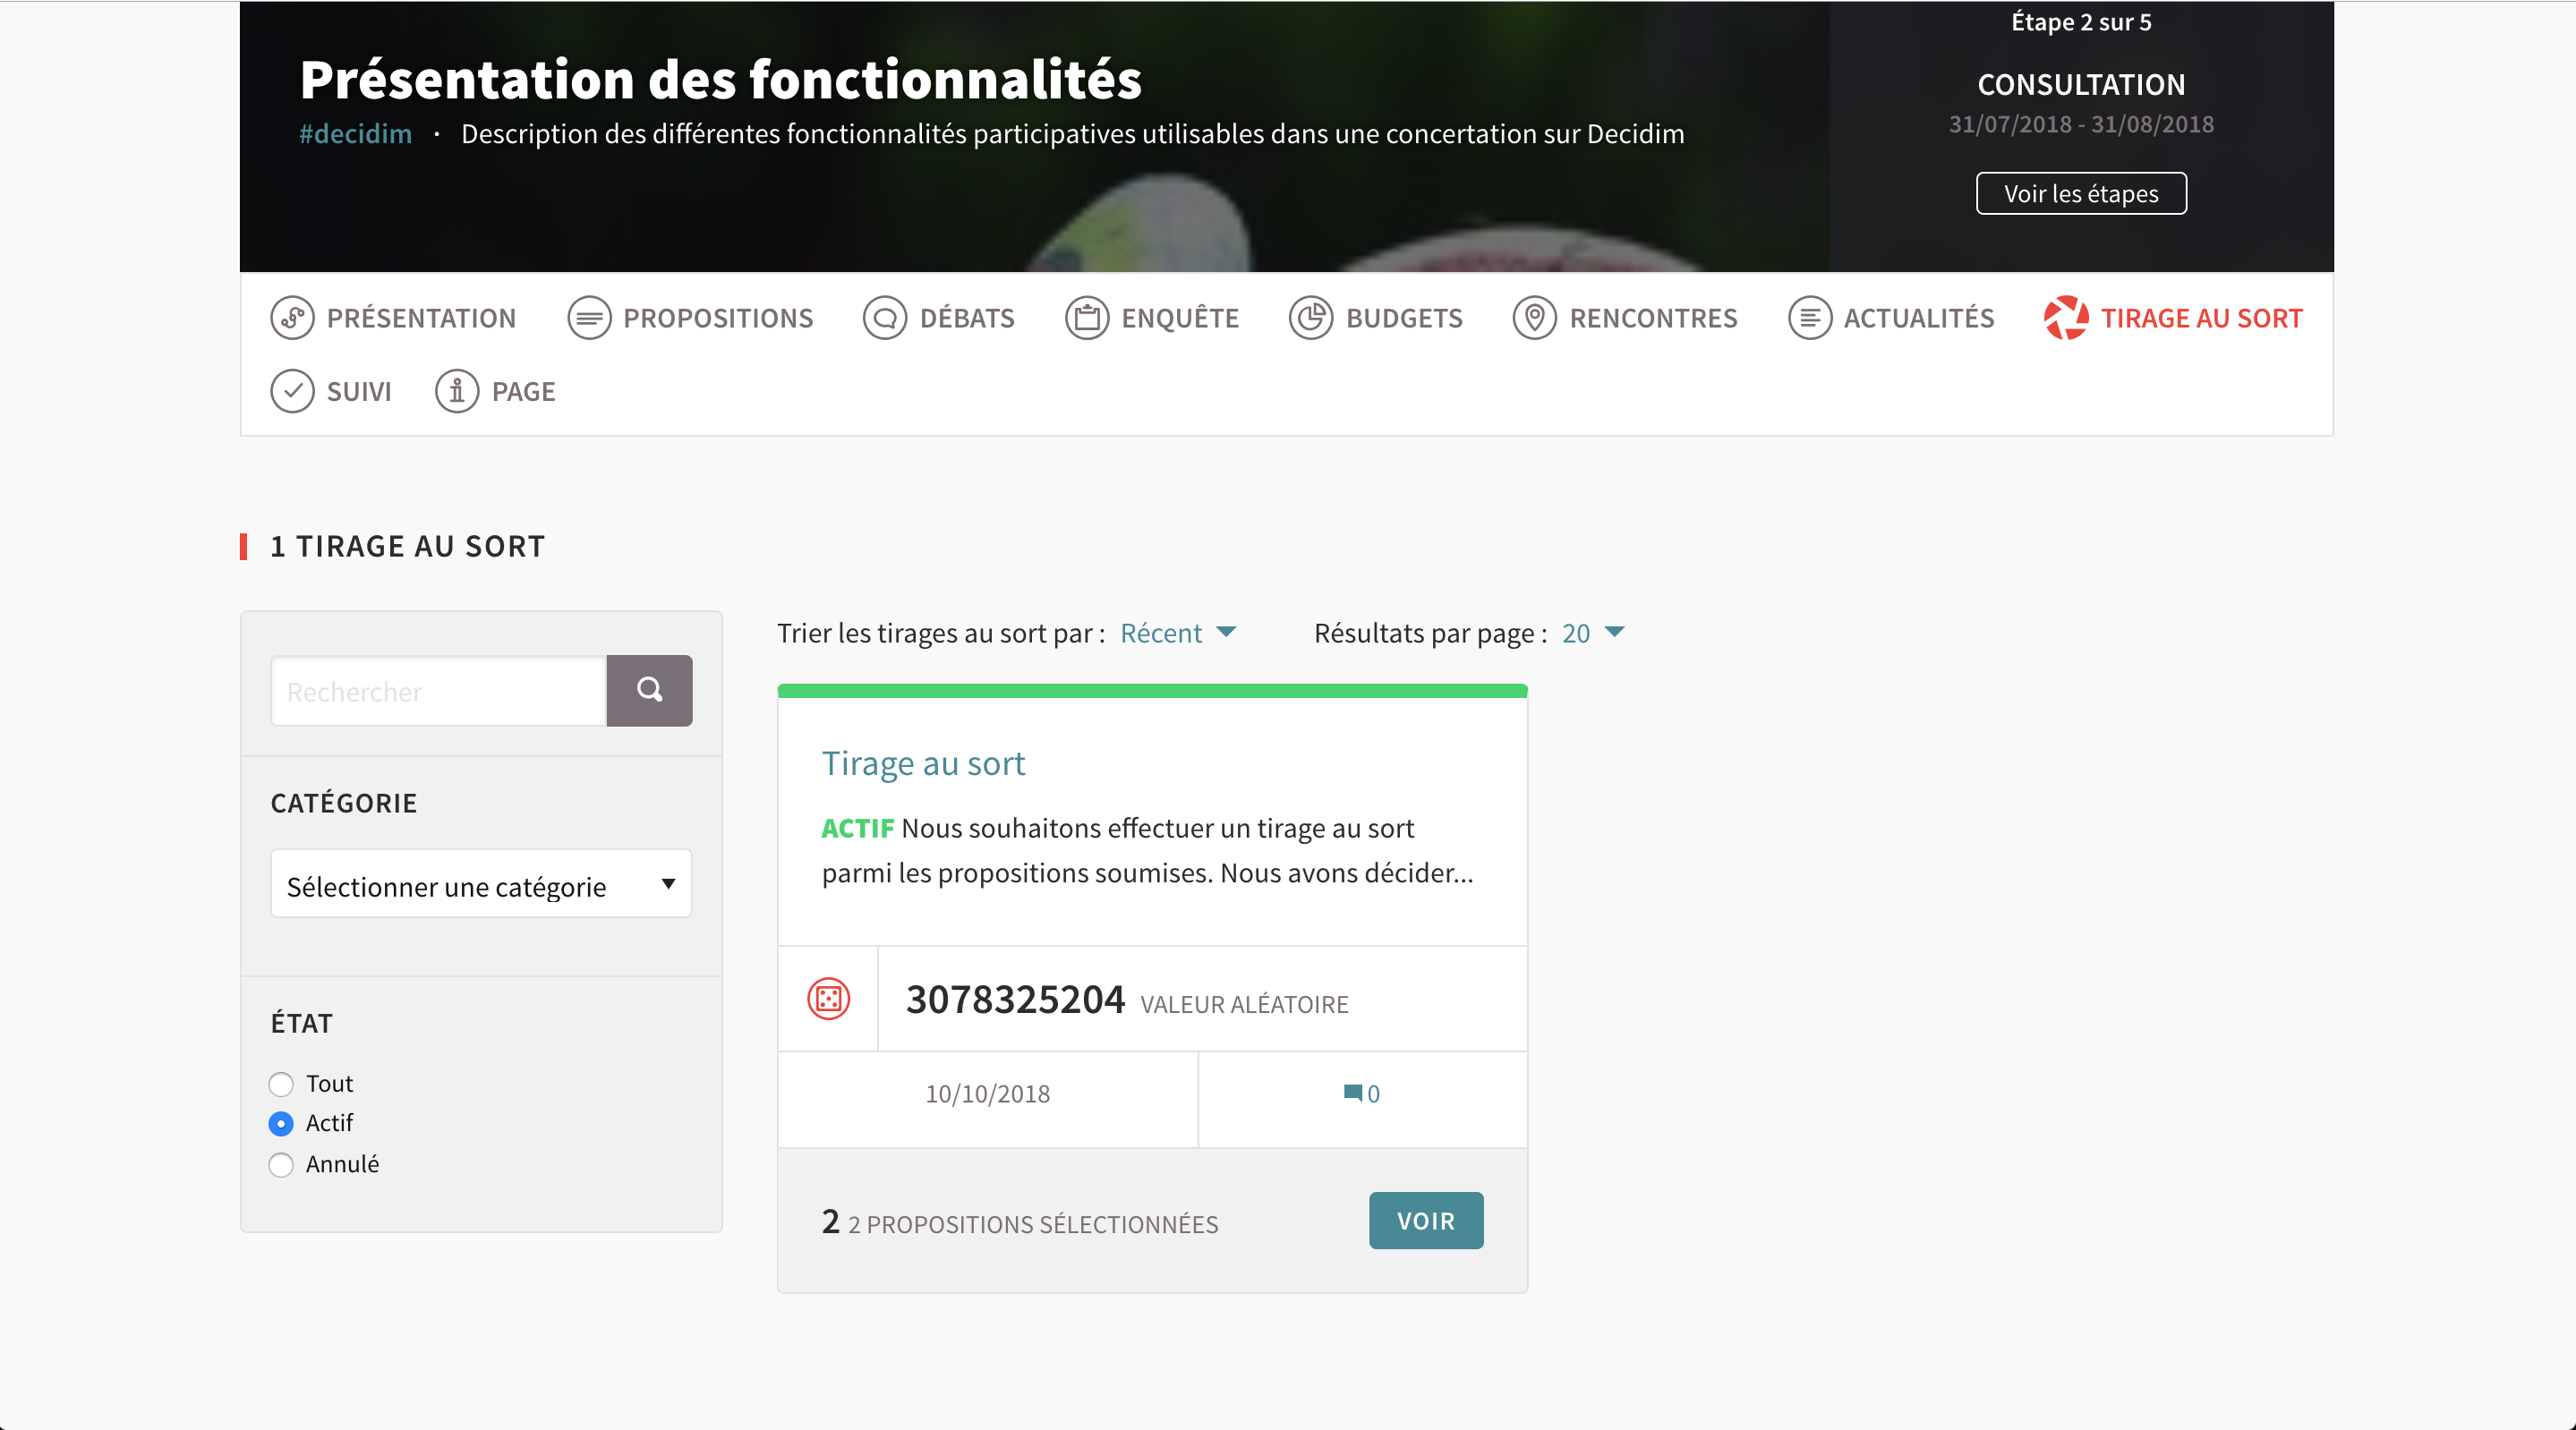 Étape 2 sur 5
Présentation des fonctionnalités
CONSULTATION
#decidim · Description des différentes fonctionnalités participatives utilisables dans une concertation sur Decidim
31/07/2018 - 31/08/2018
Voir les étapes
PRÉSENTATION PROPOSITIONS DÉBATS ENQUÊTE BUDGETS RENCONTRES ACTUALITÉS TIRAGE AU SORT
SUIVI PAGE
1 TIRAGE AU SORT
Rechercher
CATÉGORIE
Sélectionner une catégorie
ÉTAT
Tout
Actif
Annulé
Trier les tirages au sort par : Récent Résultats par page : 20
Tirage au sort
ACTIF Nous souhaitons effectuer un tirage au sort
parmi les propositions soumises. Nous avons décider...
3078325204 VALEUR ALÉATOIRE
10/10/2018 0
2 2 PROPOSITIONS SÉLECTIONNÉES VOIR